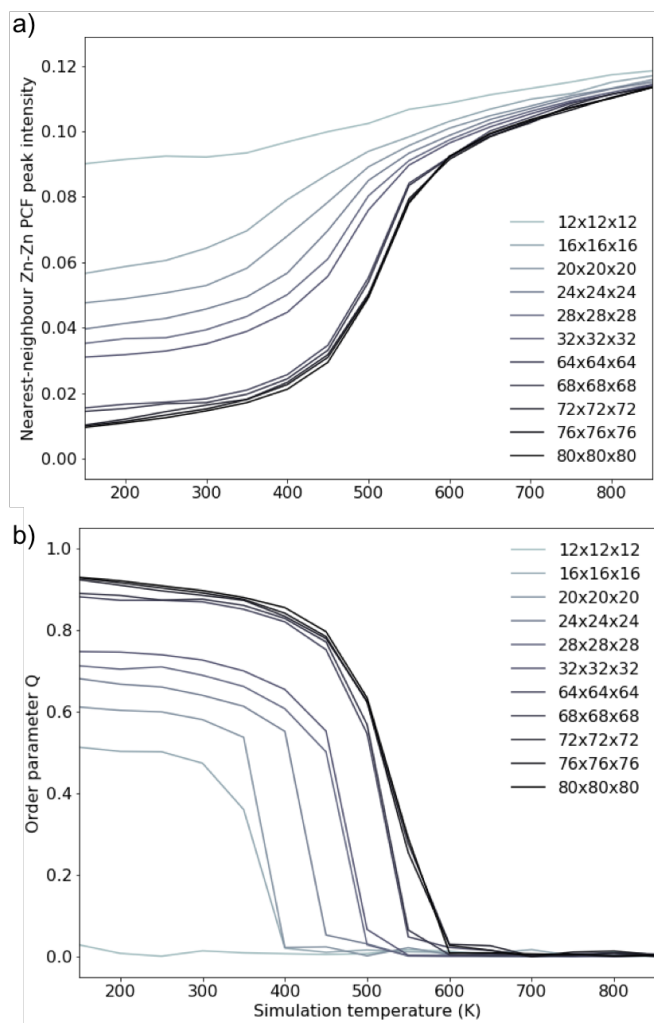 a)
0.12
0.10
0.08
0.06
0.04
0.02
0.00
Nearest-neighbour Zn-Zn PCF peak intensity
12x12x12
16x16x16
20x20x20
24x24x24
28x28x28
32x32x32
64x64x64
68x68x68
72x72x72
76x76x76
80x80x80
200 300 400 500 600 700 800
b)
1.0
0.8
0.6
0.4
0.2
0.0
Order parameter Q
12x12x12
16x16x16
20x20x20
24x24x24
28x28x28
32x32x32
64x64x64
68x68x68
72x72x72
76x76x76
80x80x80
200 300 400 500 600 700 800
Simulation temperature (K)